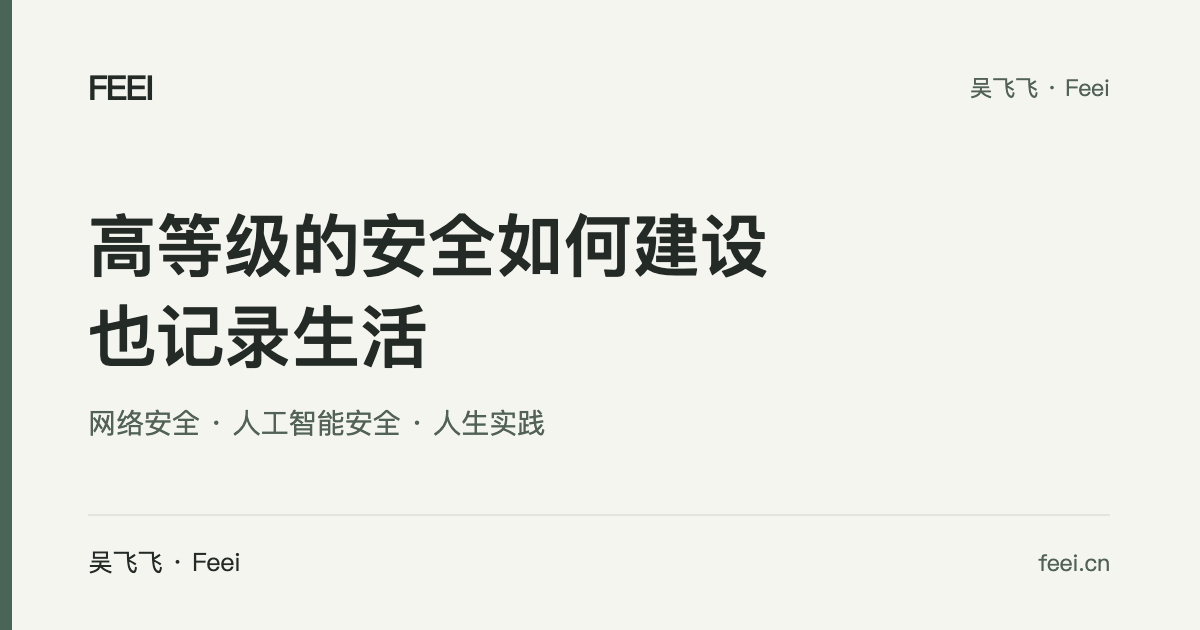 FEEI
吴飞飞 · Feei
高等级的安全如何建设
也记录生活
网络安全 · 人工智能安全 · 人生实践
吴飞飞 · Feei
feei.cn